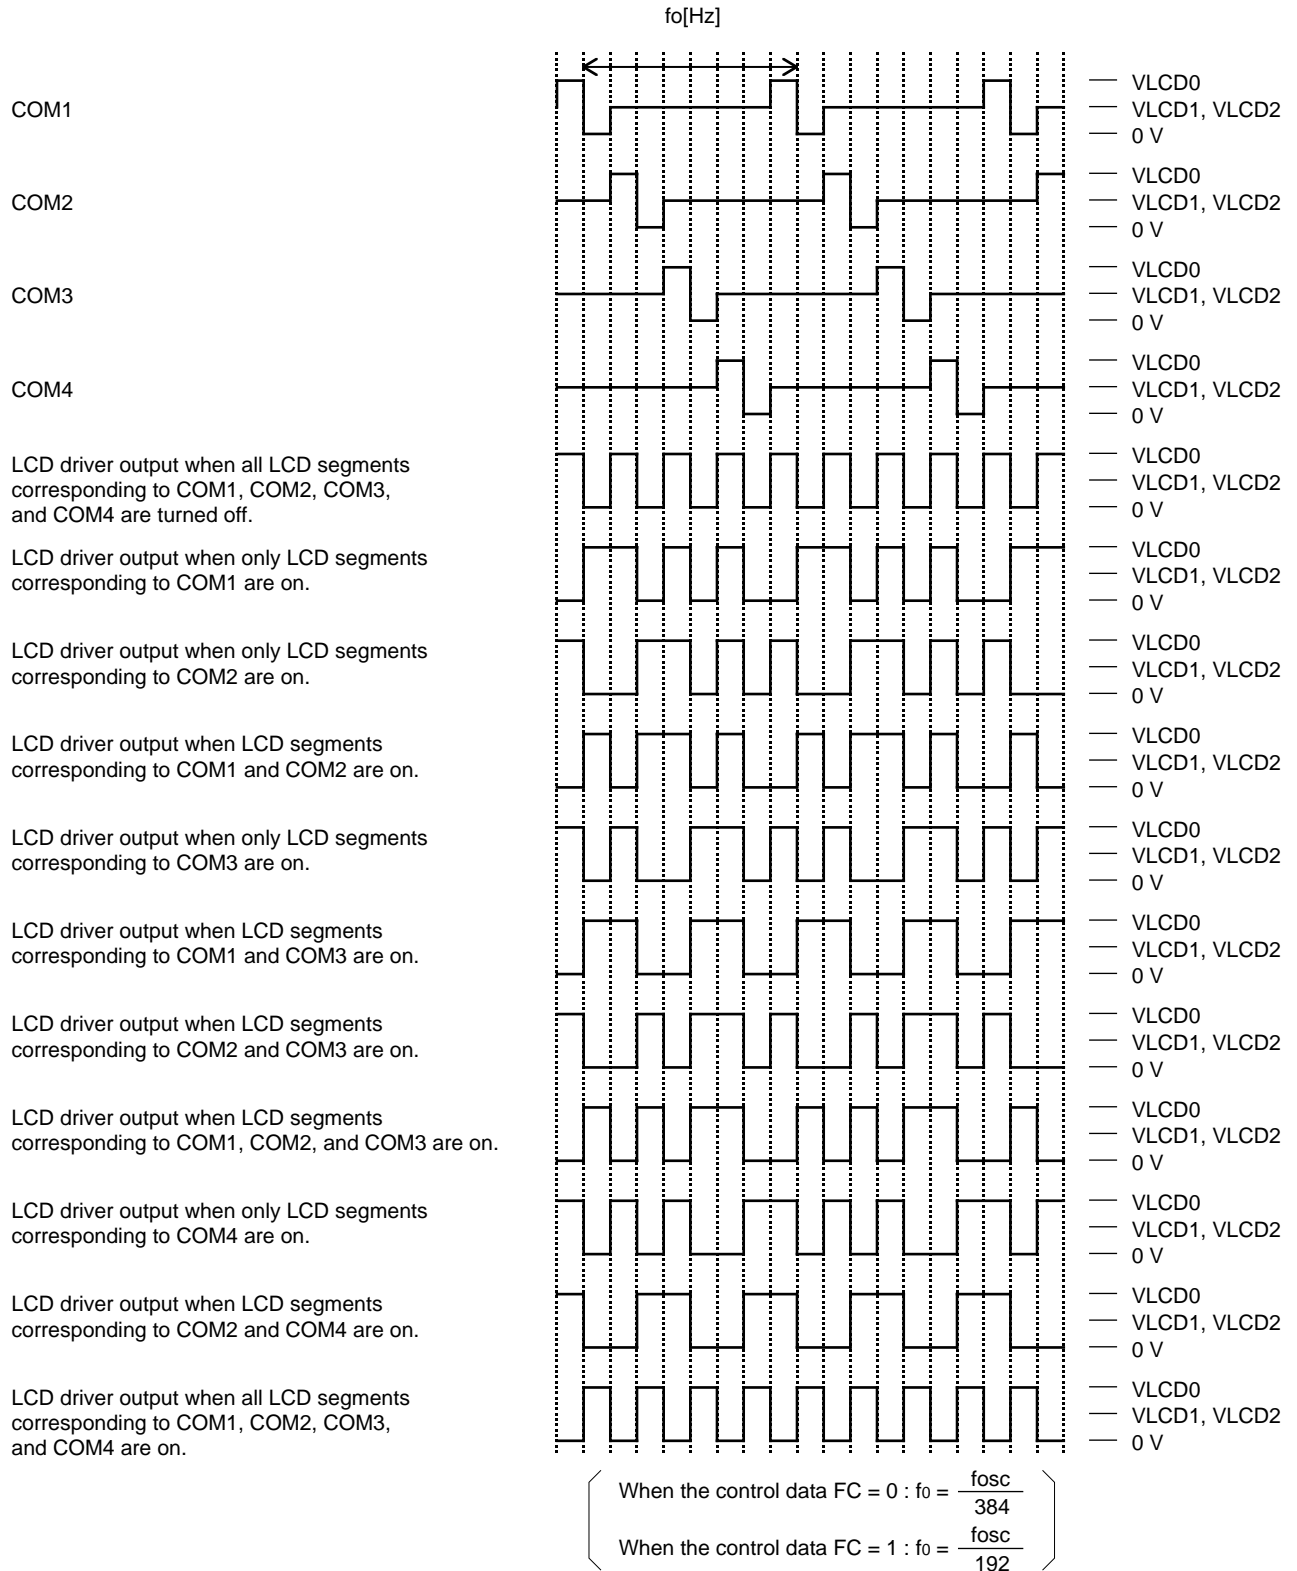 fo[Hz]
COM1
VLCD0
VLCD1, VLCD2
0 V
COM2
VLCD0
VLCD1, VLCD2
0 V
COM3
VLCD0
VLCD1, VLCD2
0 V
COM4
VLCD0
VLCD1, VLCD2
0 V
LCD driver output when all LCD segments
corresponding to COM1, COM2, COM3,
and COM4 are turned off.
VLCD0
VLCD1, VLCD2
0 V
LCD driver output when only LCD segments
corresponding to COM1 are on.
VLCD0
VLCD1, VLCD2
0 V
LCD driver output when only LCD segments
corresponding to COM2 are on.
VLCD0
VLCD1, VLCD2
0 V
LCD driver output when LCD segments
corresponding to COM1 and COM2 are on.
VLCD0
VLCD1, VLCD2
0 V
LCD driver output when only LCD segments
corresponding to COM3 are on.
VLCD0
VLCD1, VLCD2
0 V
LCD driver output when LCD segments
corresponding to COM1 and COM3 are on.
VLCD0
VLCD1, VLCD2
0 V
LCD driver output when LCD segments
corresponding to COM2 and COM3 are on.
VLCD0
VLCD1, VLCD2
0 V
LCD driver output when LCD segments
corresponding to COM1, COM2, and COM3 are on.
VLCD0
VLCD1, VLCD2
0 V
LCD driver output when only LCD segments
corresponding to COM4 are on.
VLCD0
VLCD1, VLCD2
0 V
LCD driver output when LCD segments
corresponding to COM2 and COM4 are on.
VLCD0
VLCD1, VLCD2
0 V
LCD driver output when all LCD segments
corresponding to COM1, COM2, COM3,
and COM4 are on.
VLCD0
VLCD1, VLCD2
0 V
When the control data FC = 0 : f0 = fosc
384
When the control data FC = 1 : f0 = fosc
192